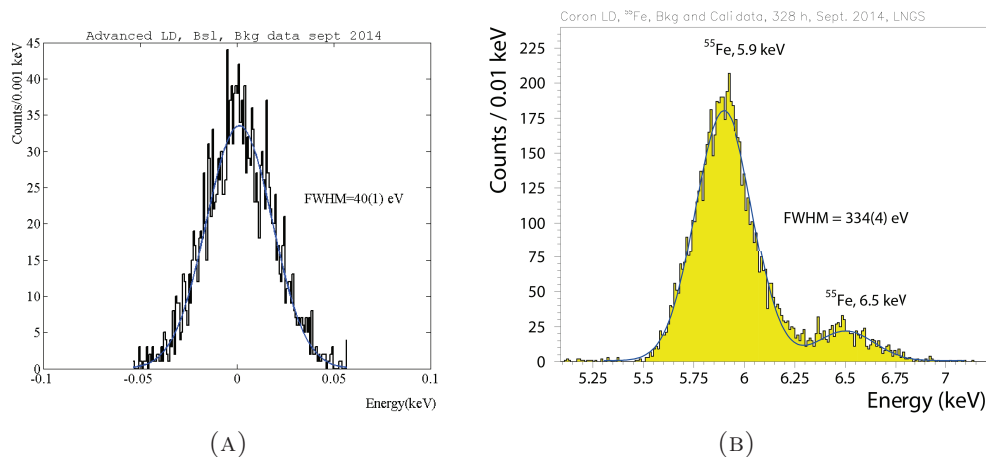 Advanced LD, Bsl, Bkg data sept 2014
Counts/0.001 keV
45
40
35
30
25
20
15
10
5
0
FWHM=40(1) eV
-0.1
-0.05
0
0.05
0.1
Energy(keV)
(A)
Coron LD, ⁵⁵Fe, Bkg and Cali data, 328 h, Sept. 2014, LNGS
Counts / 0.01 keV
225
200
175
150
125
100
75
50
25
0
⁵⁵Fe, 5.9 keV
FWHM = 334(4) eV
⁵⁵Fe, 6.5 keV
5.25
5.5
5.75
6
6.25
6.5
6.75
7
Energy (keV)
(B)